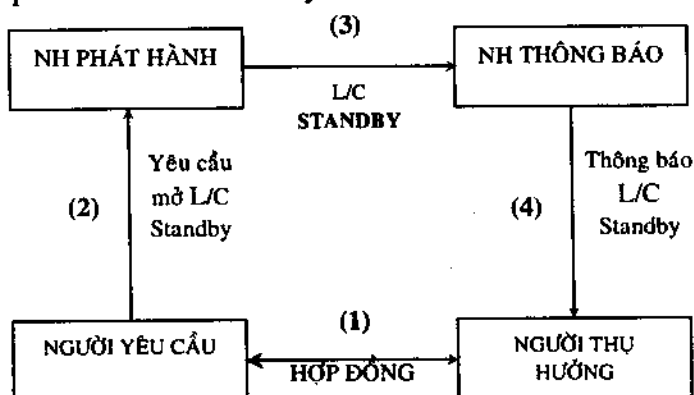 (3)
NH PHÁT HÀNH
NH THÔNG BÁO
L/C
STANDBY
Yêu cầu
mở L/C
Standby
(2)
Thông báo
L/C
Standby
(4)
(1)
NGƯỜI YÊU CẦU
HỢP ĐỒNG
NGƯỜI THỤ
HƯỞNG